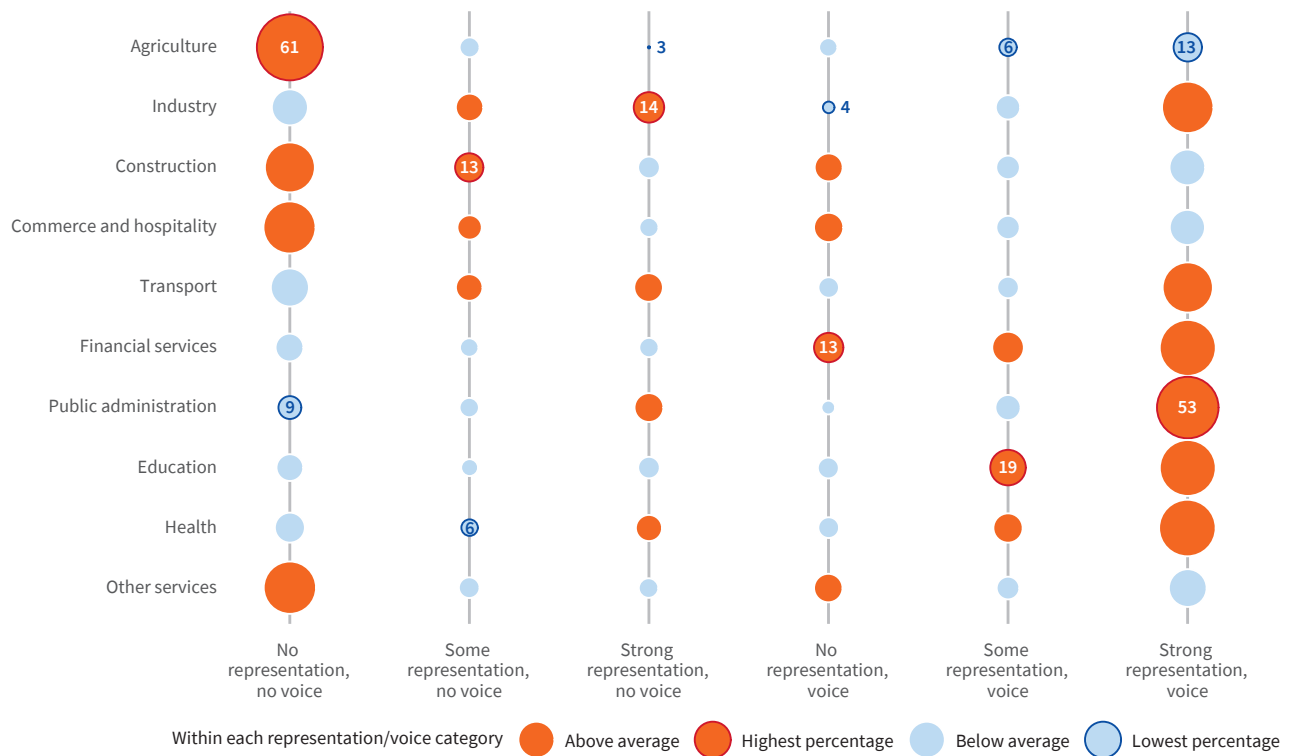 Agriculture 61 3 6 13
Industry 14 4
Construction 13
Commerce and hospitality
Transport
Financial services 13
Public administration 9 53
Education 19
Health 6
Other services
No
representation,
no voice
Some
representation,
no voice
Strong
representation,
no voice
No
representation,
voice
Some
representation,
voice
Strong
representation,
voice
Within each representation/voice category Above average Highest percentage Below average Lowest percentage